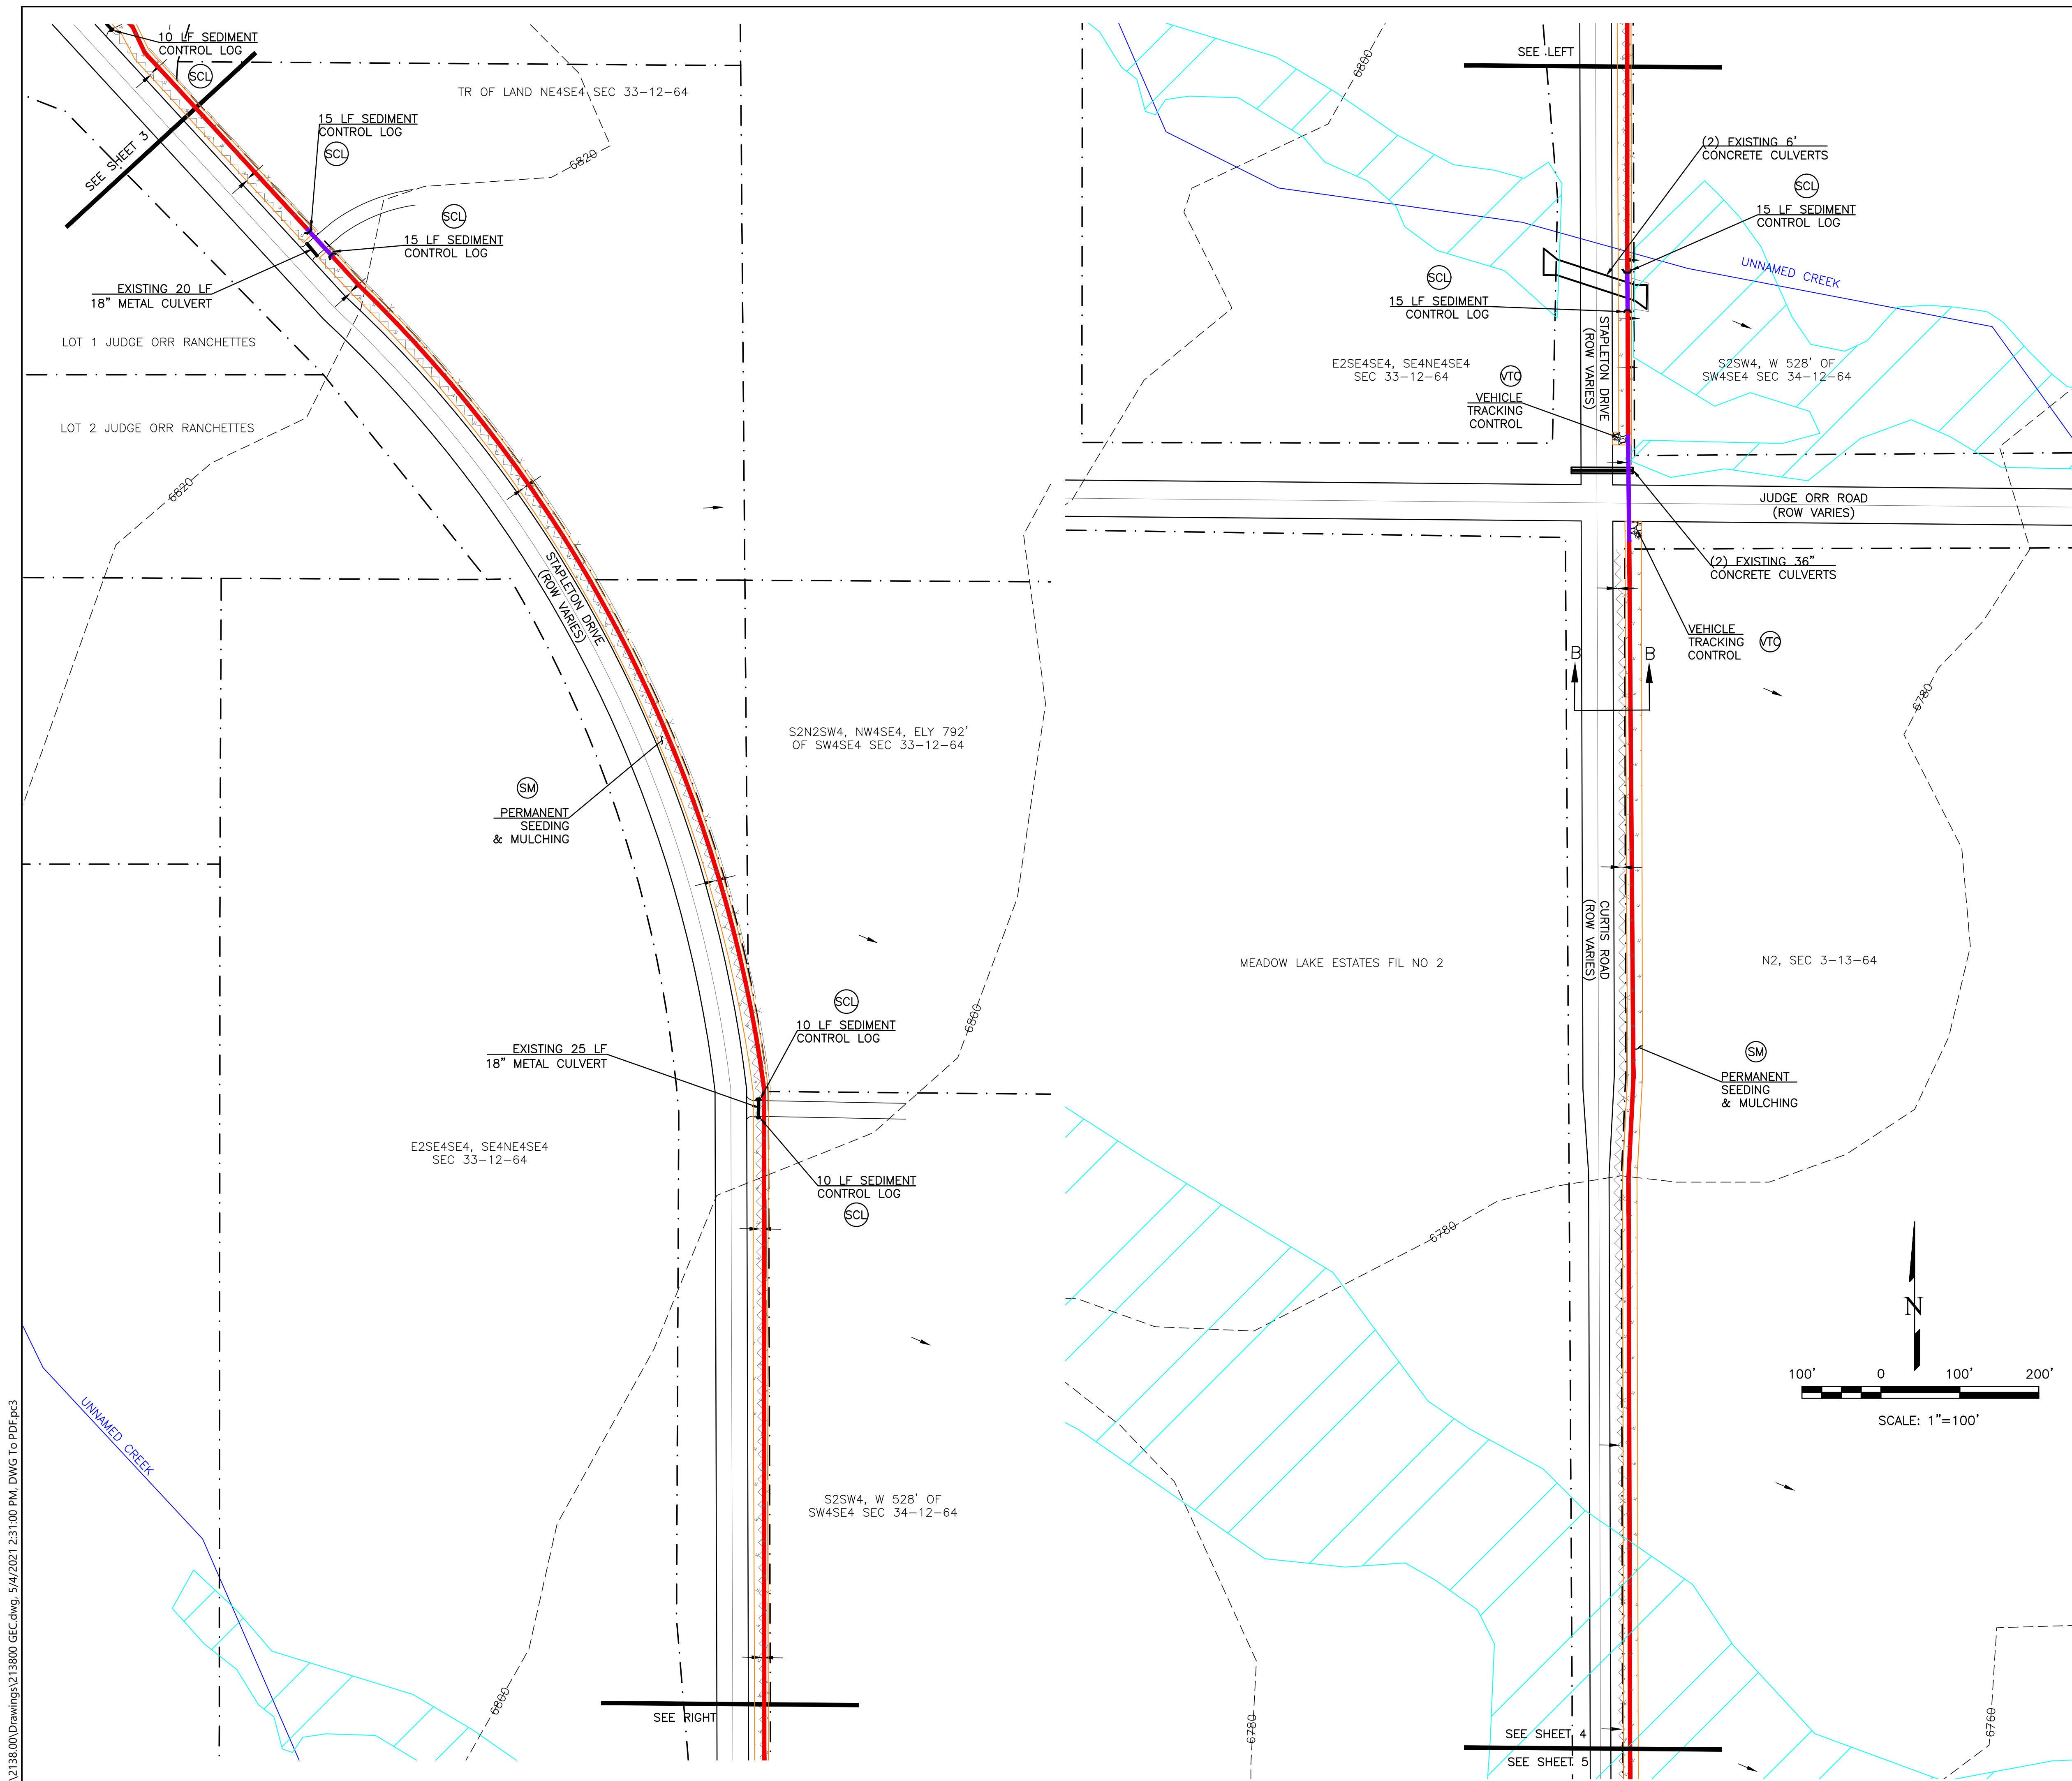 10 LF SEDIMENT
CONTROL LOG
SCL
SEE SHEET 3
TR OF LAND NE4SE4 SEC 33-12-64
15 LF SEDIMENT
CONTROL LOG
SCL
6820
SCL
15 LF SEDIMENT
CONTROL LOG
EXISTING 20 LF
18" METAL CULVERT
LOT 1 JUDGE ORR RANCHETTES
LOT 2 JUDGE ORR RANCHETTES
6820
STAPLETON DRIVE
(ROW VARIES)
S2N2SW4, NW4SE4, ELY 792'
OF SW4SE4 SEC 33-12-64
SM
PERMANENT
SEEDING
& MULCHING
SCL
10 LF SEDIMENT
CONTROL LOG
6800
EXISTING 25 LF
18" METAL CULVERT
E2SE4SE4, SE4NE4SE4
SEC 33-12-64
10 LF SEDIMENT
CONTROL LOG
SCL
UNNAMED CREEK
S2SW4, W 528' OF
SW4SE4 SEC 34-12-64
6800
SEE RIGHT
SEE LEFT
6800
(2) EXISTING 6'
CONCRETE CULVERTS
SCL
15 LF SEDIMENT
CONTROL LOG
UNNAMED CREEK
SCL
15 LF SEDIMENT
CONTROL LOG
STAPLETON DRIVE
(ROW VARIES)
E2SE4SE4, SE4NE4SE4
SEC 33-12-64
S2SW4, W 528' OF
SW4SE4 SEC 34-12-64
VTC
VEHICLE
TRACKING
CONTROL
JUDGE ORR ROAD
(ROW VARIES)
(2) EXISTING 36"
CONCRETE CULVERTS
VEHICLE
TRACKING
CONTROL
VTC
B
B
6780
CURTIS ROAD
(ROW VARIES)
MEADOW LAKE ESTATES FIL NO 2
N2, SEC 3-13-64
SM
PERMANENT
SEEDING
& MULCHING
6780
N
100'
0
100'
200'
SCALE: 1"=100'
6780
6760
SEE SHEET 4
SEE SHEET 5
\2138.00\Drawings\213800 GEC.dwg, 5/4/2021 2:31:00 PM, DWG To PDF.pc3